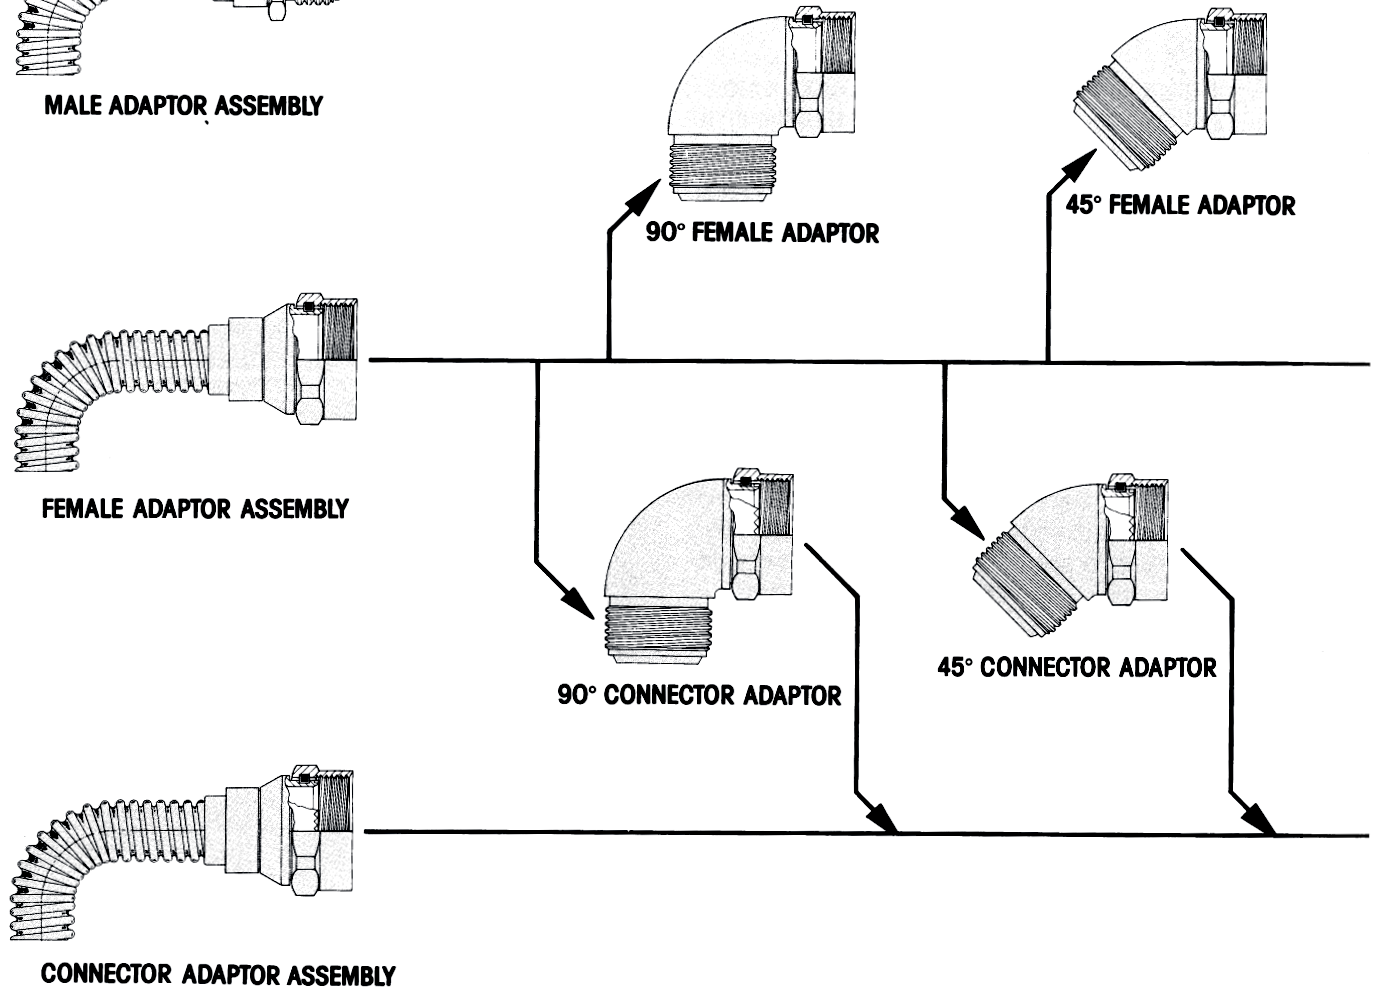 MALE ADAPTOR ASSEMBLY
90° FEMALE ADAPTOR
45° FEMALE ADAPTOR
FEMALE ADAPTOR ASSEMBLY
90° CONNECTOR ADAPTOR
45° CONNECTOR ADAPTOR
CONNECTOR ADAPTOR ASSEMBLY